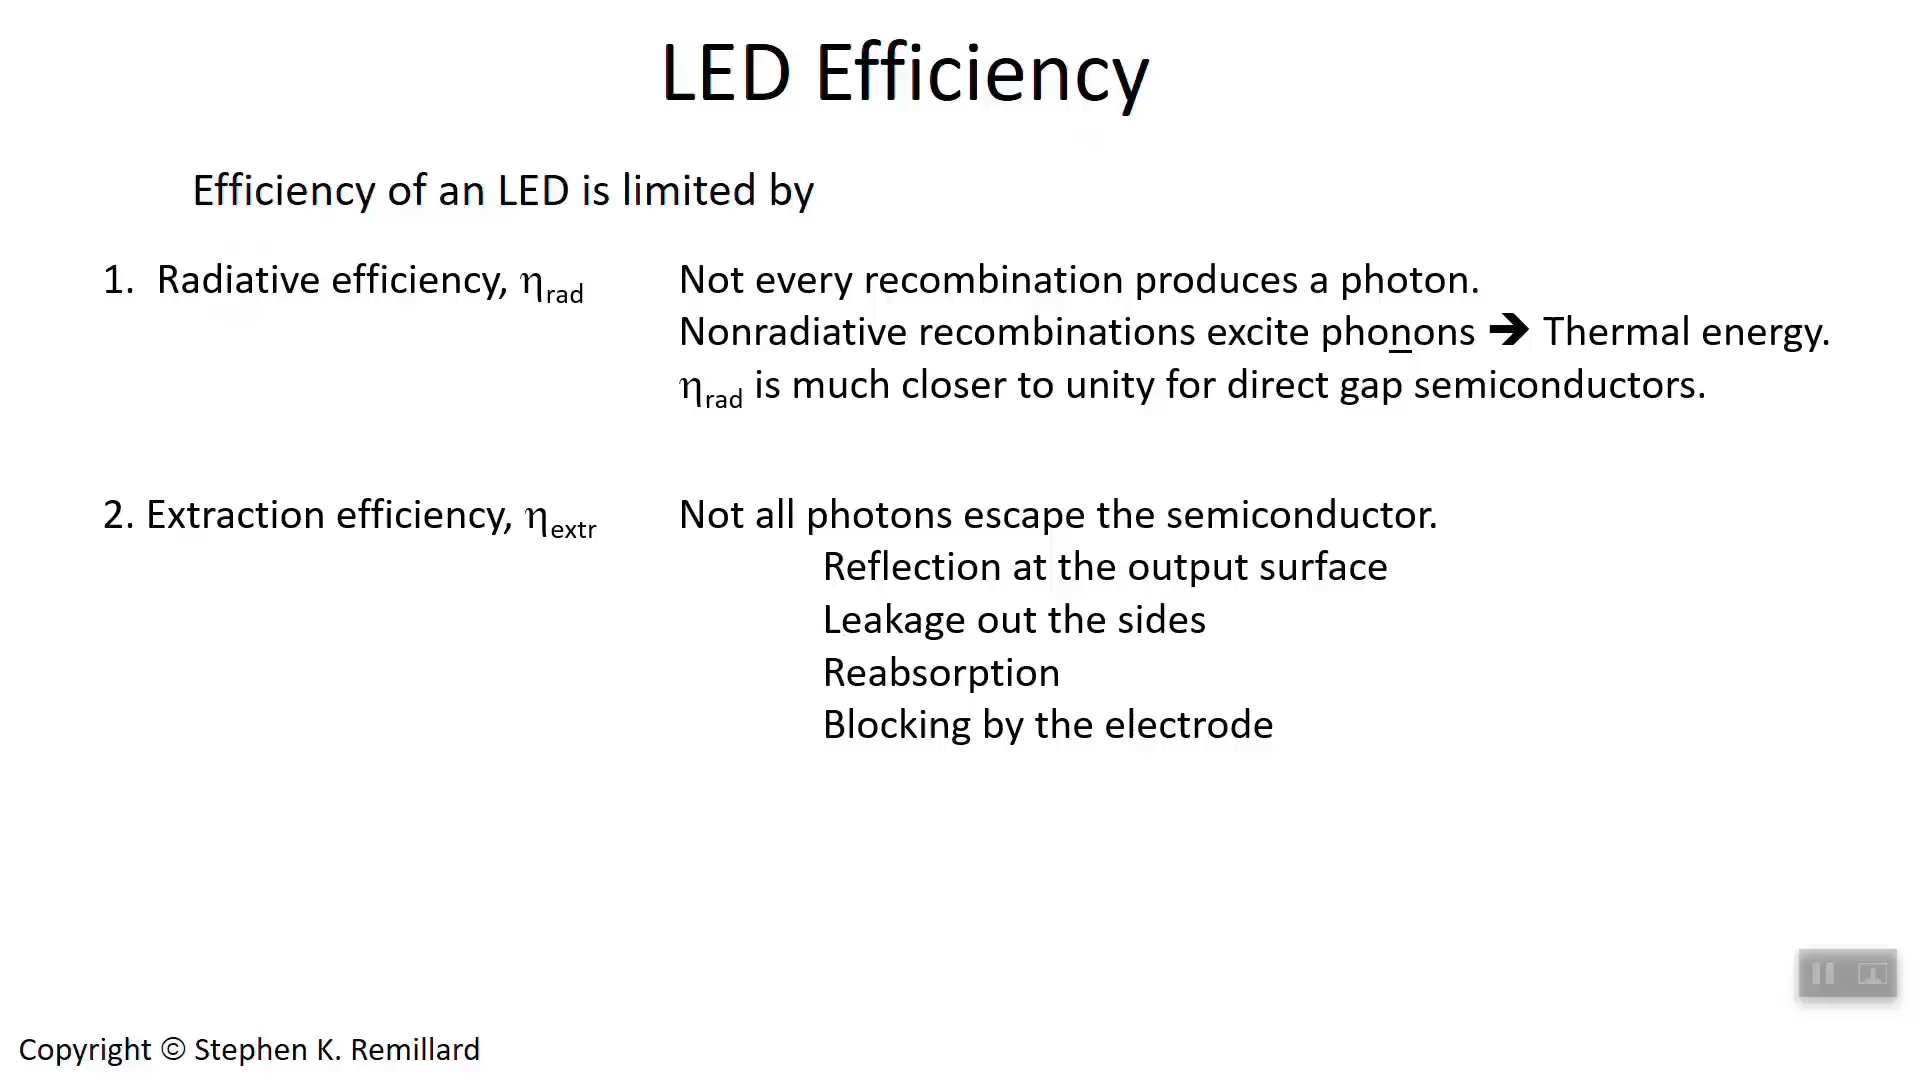 LED Efficiency
Efficiency of an LED is limited by
1. Radiative efficiency, ηrad
Not every recombination produces a photon.
Nonradiative recombinations excite phonons ➔ Thermal energy.
ηrad is much closer to unity for direct gap semiconductors.
2. Extraction efficiency, ηextr
Not all photons escape the semiconductor.
Reflection at the output surface
Leakage out the sides
Reabsorption
Blocking by the electrode
Copyright © Stephen K. Remillard